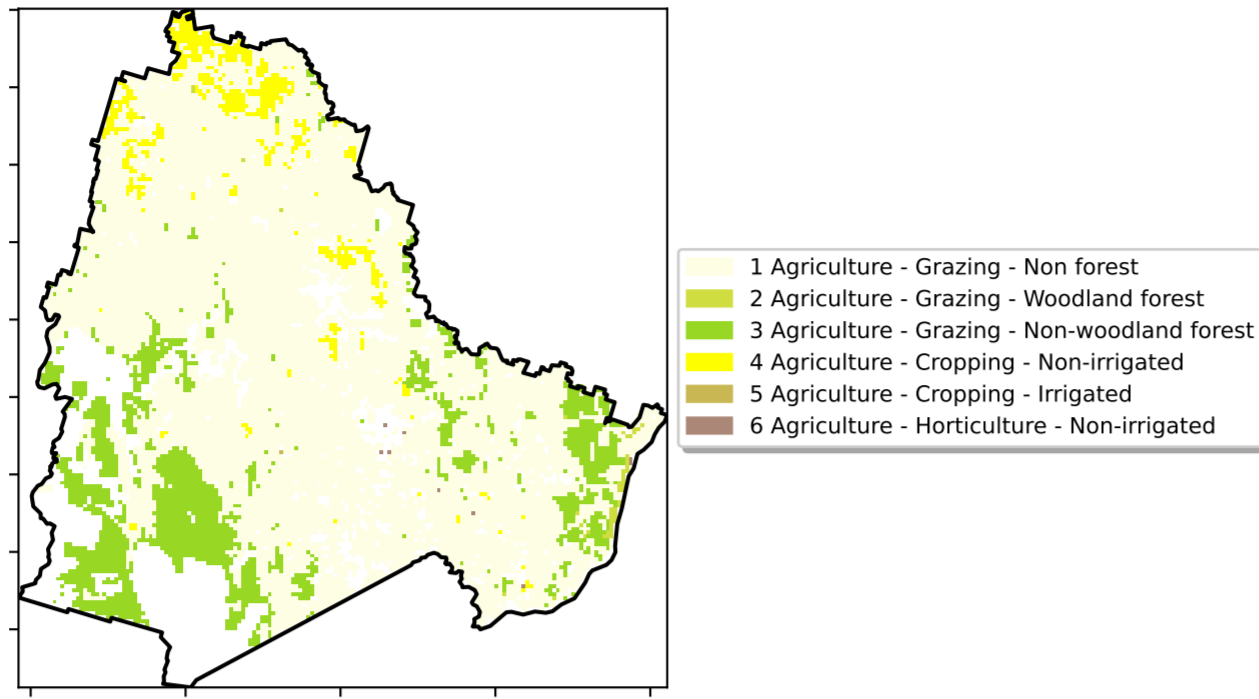 1 Agriculture - Grazing - Non forest
2 Agriculture - Grazing - Woodland forest
3 Agriculture - Grazing - Non-woodland forest
4 Agriculture - Cropping - Non-irrigated
5 Agriculture - Cropping - Irrigated
6 Agriculture - Horticulture - Non-irrigated